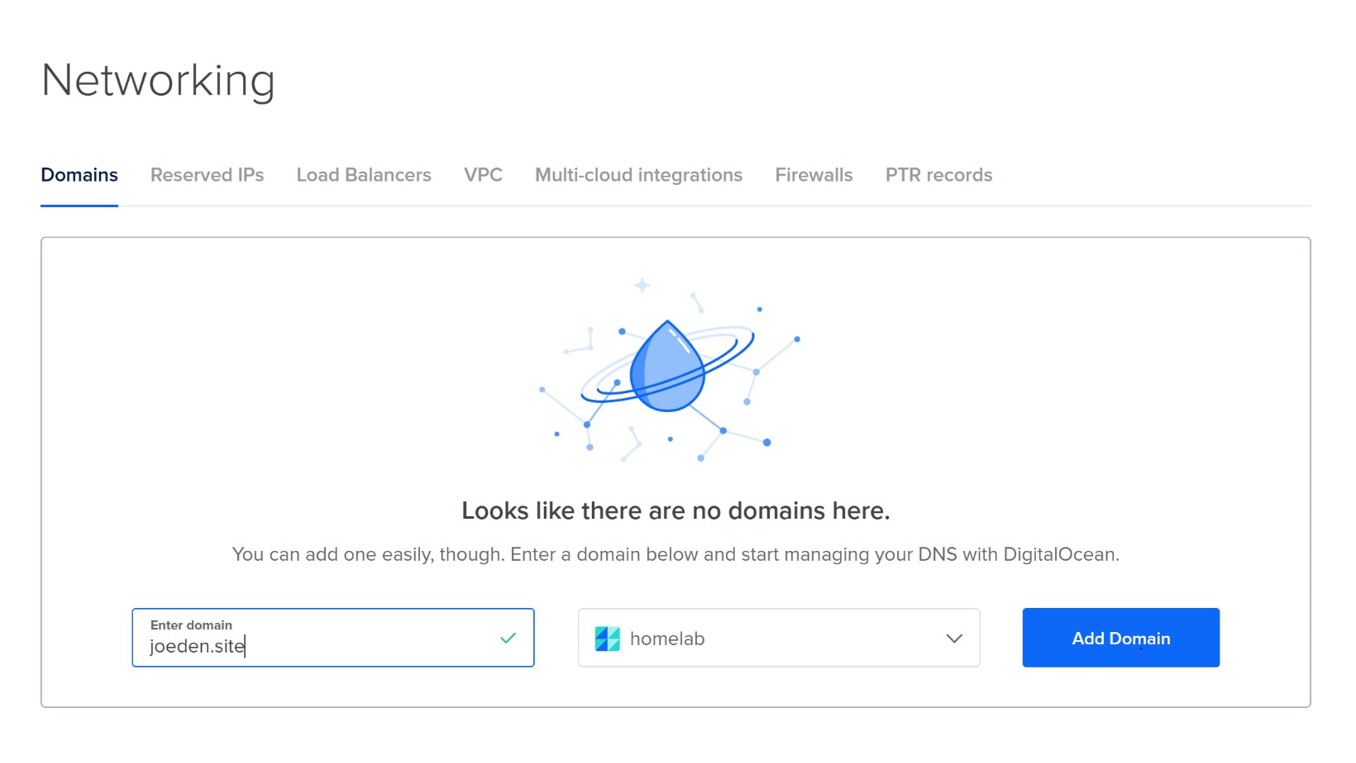 Networking
Domains Reserved IPs Load Balancers VPC Multi-cloud integrations Firewalls PTR records
Looks like there are no domains here.
You can add one easily, though. Enter a domain below and start managing your DNS with DigitalOcean.
Enter domain
joeden.site
homelab
Add Domain